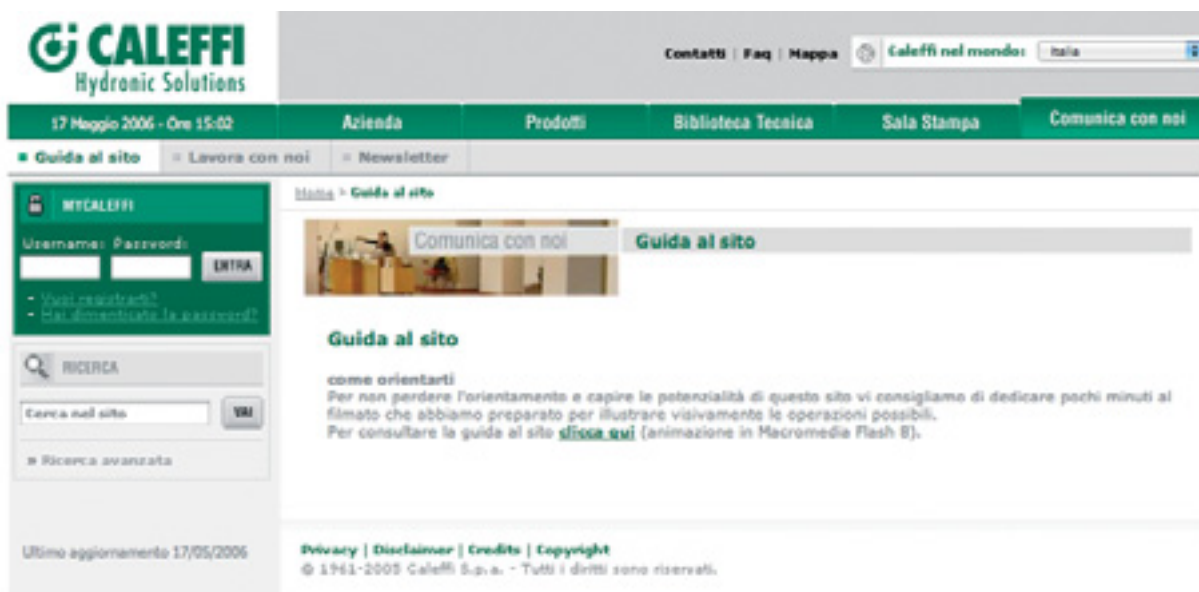 CALEFFI
Hydronic Solutions
Contatti | Faq | Mappa
Caleffi nel mondo: Italia
17 Maggio 2006 - Ore 15:02
Azienda
Prodotti
Biblioteca Tecnica
Sala Stampa
Comunica con noi
Guida al sito
Lavora con noi
Newsletter
MYCALEFFI
Username: Password:
ENTRA
- Vuoi registrarti?
- Hai dimenticato la password?
RICERCA
Cerca nel sito
VAI
» Ricerca avanzata
Ultimo aggiornamento 17/05/2006
Home > Guida al sito
Comunica con noi
Guida al sito
Guida al sito
come orientarti
Per non perdere l'orientamento e capire le potenzialità di questo sito vi consigliamo di dedicare pochi minuti al
filmato che abbiamo preparato per illustrare visivamente le operazioni possibili.
Per consultare la guida al sito clicca qui (animazione in Macromedia Flash 8).
Privacy | Disclaimer | Credits | Copyright
© 1961-2005 Caleffi S.p.a. - Tutti i diritti sono riservati.